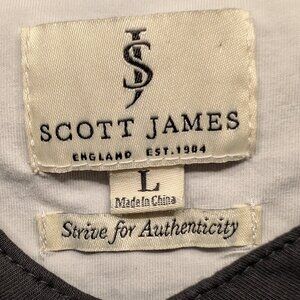 SJ
SCOTT JAMES
ENGLAND EST.1984
L
Made in China
Strive for Authenticity